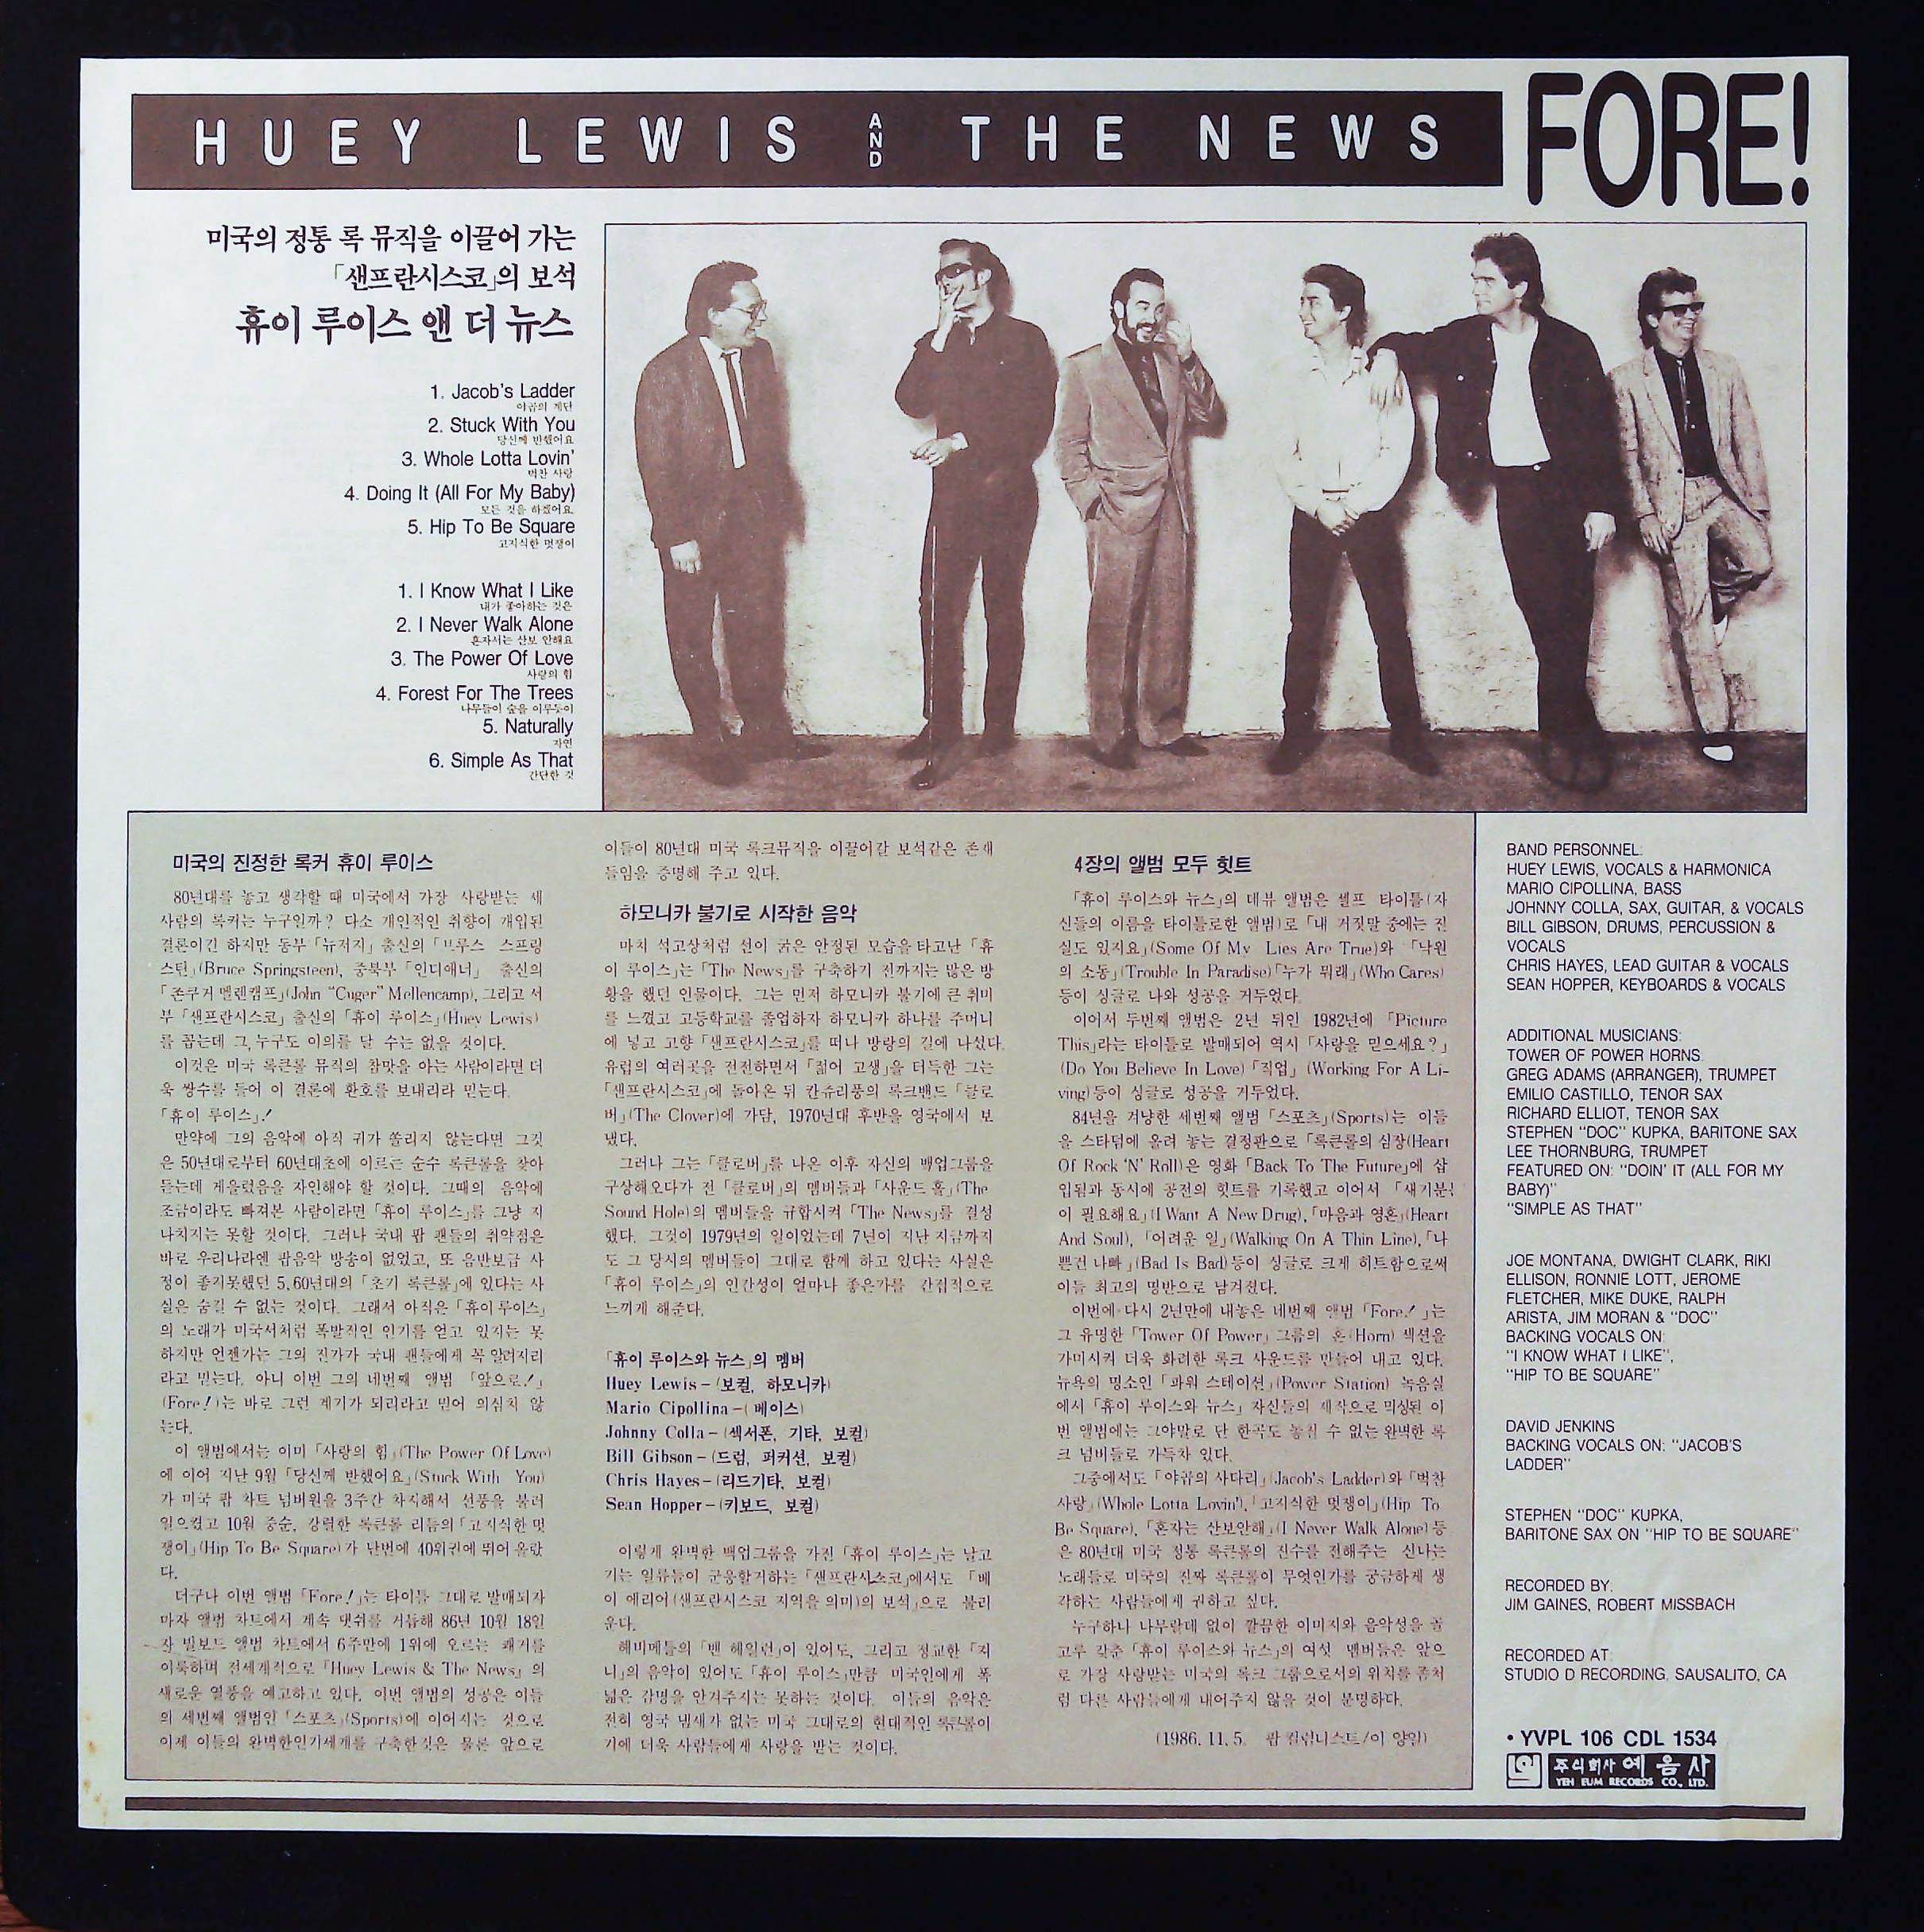 HUEY LEWIS AND THE NEWS FORE!
미국의 정통 록 뮤직을 이끌어 가는
「샌프란시스코」의 보석
휴이 루이스 앤 더 뉴스
1. Jacob's Ladder
야곱의 계단
2. Stuck With You
당신께 반했어요
3. Whole Lotta Lovin'
벅찬 사랑
4. Doing It (All For My Baby)
모든 것을 하겠어요
5. Hip To Be Square
고지식한 멋쟁이
1. I Know What I Like
내가 좋아하는 것은
2. I Never Walk Alone
혼자서는 산보 안해요
3. The Power Of Love
사랑의 힘
4. Forest For The Trees
나무들이 숲을 이루듯이
5. Naturally
자연
6. Simple As That
간단한 것
미국의 진정한 록커 휴이 루이스
80년대를 놓고 생각할 때 미국에서 가장 사랑받는 세
사람의 록커는 누구일까? 다소 개인적인 취향이 개입된
결론이긴 하지만 동부「뉴저지」출신의「브루스 스프링
스틴」(Bruce Springsteen), 중북부「인디애너」 출신의
「죤쿠거 멜렌캠프」(John “Cuger” Mellencamp), 그리고 서
부「샌프란시스코」출신의「휴이 루이스」(Huey Lewis)
를 꼽는데 그 누구도 이의를 달 수는 없을 것이다.
이것은 미국 록큰롤 뮤직의 참맛을 아는 사람이라면 더
욱 쌍수를 들어 이 결론에 환호를 보내리라 믿는다.
「휴이 루이스」!
만약에 그의 음악에 아직 귀가 쏠리지 않는다면 그것
은 50년대로부터 60년대초에 이르는 순수 록큰롤을 찾아
듣는데 게을렀음을 자인해야 할 것이다. 그때의 음악에
조금이라도 빠져본 사람이라면「휴이 루이스」를 그냥 지
나치지는 못할 것이다. 그러나 국내 팝 팬들의 취약점은
바로 우리나라엔 팝음악 방송이 없었고, 또 음반보급 사
정이 좋지못했던 5,60년대의「초기 록큰롤」에 있다는 사
실은 숨길 수 없는 것이다. 그래서 아직은「휴이루이스」
의 노래가 미국서처럼 폭발적인 인기를 얻고 있지는 못
하지만 언젠가는 그의 진가가 국내 팬들에게 꼭 알려지리
라고 믿는다. 아니 이번 그의 네번째 앨범 「앞으로!」
(Fore!)는 바로 그런 계기가 되리라고 믿어 의심치 않
는다.
이 앨범에서는 이미「사랑의 힘」(The Power Of Love)
에 이어 지난 9월「당신께 반했어요」(Stuck With You)
가 미국 팝 차트 넘버원을 3주간 차지해서 선풍을 불러
일으켰고 10월 중순, 강렬한 록큰롤 리듬의「고지식한 멋
쟁이」(Hip To Be Square)가 단번에 40위권에 뛰어 올랐
다.
더구나 이번 앨범「Fore!」는 타이틀 그대로 발매되자
마자 앨범 차트에서 계속 댓쉬를 거듭해 86년 10월 18일
자 빌보드 앨범 차트에서 6주만에 1위에 오르는 쾌거를
이룩하며 전세계적으로「Huey Lewis & The News」의
새로운 열풍을 예고하고 있다. 이번 앨범의 성공은 이들
의 세번째 앨범인「스포츠」(Sports)에 이어지는 것으로
이제 이들의 완벽한인기세계를 구축한것은 물론 앞으로
이들이 80년대 미국 록크뮤직을 이끌어갈 보석같은 존재
들임을 증명해 주고 있다.
하모니카 불기로 시작한 음악
마치 석고상처럼 선이 굵은 안정된 모습을 타고난「휴
이 루이스」는「The News」를 구축하기 전까지는 많은 방
황을 했던 인물이다. 그는 먼저 하모니카 불기에 큰 취미
를 느꼈고 고등학교를 졸업하자 하모니카 하나를 주머니
에 넣고 고향「샌프란시스코」를 떠나 방랑의 길에 나섰다.
유럽의 여러곳을 전전하면서「젊어 고생」을 터득한 그는
「샌프란시스코」에 돌아온 뒤 칸츄리풍의 록크밴드「클로
버」(The Clover)에 가담, 1970년대 후반을 영국에서 보
냈다.
그러나 그는「클로버」를 나온 이후 자신의 백업그룹을
구상해오다가 전「클로버」의 멤버들과「사운드 홀」(The
Sound Hole)의 멤버들을 규합시켜「The News」를 결성
했다. 그것이 1979년의 일이었는데 7년이 지난 지금까지
도 그 당시의 멤버들이 그대로 함께 하고 있다는 사실은
「휴이 루이스」의 인간성이 얼마나 좋은가를 간접적으로
느끼게 해준다.
「휴이 루이스와 뉴스」의 멤버
Huey Lewis – (보컬, 하모니카)
Mario Cipollina – (베이스)
Johnny Colla – (섹서폰, 기타, 보컬)
Bill Gibson – (드럼, 퍼커션, 보컬)
Chris Hayes – (리드기타, 보컬)
Sean Hopper – (키보드, 보컬)
이렇게 완벽한 백업그룹을 가진「휴이 루이스」는 날고
기는 일류들이 군웅할거하는「샌프란시스코」에서도 「베
이 에리어(샌프란시스코 지역을 의미)의 보석」으로 불리
운다.
헤비메틀의「밴 헤일런」이 있어도, 그리고 정교한「저
니」의 음악이 있어도「휴이 루이스」만큼 미국인에게 폭
넓은 감명을 안겨주지는 못하는 것이다. 이들의 음악은
전혀 영국 냄새가 없는 미국 그대로의 현대적인 록큰롤이
기에 더욱 사람들에게 사랑을 받는 것이다.
4장의 앨범 모두 힛트
「휴이 루이스와 뉴스」의 데뷔 앨범은 셀프 타이틀(자
신들의 이름을 타이틀로한 앨범)로「내 거짓말 중에는 진
실도 있지요」(Some Of My Lies Are True)와 「낙원
의 소동」(Trouble In Paradise)「누가 뭐래」(Who Cares)
등이 싱글로 나와 성공을 거두었다.
이어서 두번째 앨범은 2년 뒤인 1982년에「Picture
This」라는 타이틀로 발매되어 역시「사랑을 믿으세요?」
(Do You Believe In Love)「직업」(Working For A Li-
ving)등이 싱글로 성공을 거두었다.
84년을 겨냥한 세번째 앨범「스포츠」(Sports)는 이들
을 스타덤에 올려 놓는 결정판으로「록큰롤의 심장(Heart
Of Rock ‘N’ Roll)은 영화「Back To The Future」에 삽
입됨과 동시에 공전의 힛트를 기록했고 이어서 「새기분
이 필요해요」(I Want A New Drug),「마음과 영혼」(Heart
And Soul), 「어려운 일」(Walking On A Thin Line),「나
쁜건 나빠」(Bad Is Bad)등이 싱글로 크게 히트함으로써
이들 최고의 명반으로 남겨졌다.
이번에 다시 2년만에 내놓은 네번째 앨범「Fore!」는
그 유명한「Tower Of Power」그룹의 혼(Horn) 섹션을
가미시켜 더욱 화려한 록크 사운드를 만들어 내고 있다.
뉴욕의 명소인「파워 스테이션」(Power Station) 녹음실
에서「휴이 루이스와 뉴스」자신들의 제작으로 믹싱된 이
번 앨범에는 그야말로 단 한곡도 놓칠 수 없는 완벽한 록
크 넘버들로 가득차 있다.
그중에서도「야곱의 사다리」(Jacob's Ladder)와「벅찬
사랑」(Whole Lotta Lovin'),「고지식한 멋쟁이」(Hip To
Be Square),「혼자는 산보안해」(I Never Walk Alone) 등
은 80년대 미국 정통 록큰롤의 진수를 전해주는 신나는
노래들로 미국의 진짜 록큰롤이 무엇인가를 궁금하게 생
각하는 사람들에게 권하고 싶다.
누구하나 나무랄데 없이 깔끔한 이미지와 음악성을 골
고루 갖춘「휴이 루이스와 뉴스」의 여섯 멤버들은 앞으
로 가장 사랑받는 미국의 록크 그룹으로서의 위치를 좀처
럼 다른 사람들에게 내어주지 않을 것이 분명하다.
(1986. 11. 5. 팝 컬럼니스트/이 양일)
BAND PERSONNEL:
HUEY LEWIS, VOCALS & HARMONICA
MARIO CIPOLLINA, BASS
JOHNNY COLLA, SAX, GUITAR, & VOCALS
BILL GIBSON, DRUMS, PERCUSSION &
VOCALS
CHRIS HAYES, LEAD GUITAR & VOCALS
SEAN HOPPER, KEYBOARDS & VOCALS
ADDITIONAL MUSICIANS:
TOWER OF POWER HORNS
GREG ADAMS (ARRANGER), TRUMPET
EMILIO CASTILLO, TENOR SAX
RICHARD ELLIOT, TENOR SAX
STEPHEN "DOC" KUPKA, BARITONE SAX
LEE THORNBURG, TRUMPET
FEATURED ON: "DOIN' IT (ALL FOR MY
BABY)"
"SIMPLE AS THAT"
JOE MONTANA, DWIGHT CLARK, RIKI
ELLISON, RONNIE LOTT, JEROME
FLETCHER, MIKE DUKE, RALPH
ARISTA, JIM MORAN & "DOC"
BACKING VOCALS ON:
"I KNOW WHAT I LIKE",
"HIP TO BE SQUARE"
DAVID JENKINS
BACKING VOCALS ON: "JACOB'S
LADDER"
STEPHEN "DOC" KUPKA,
BARITONE SAX ON "HIP TO BE SQUARE"
RECORDED BY:
JIM GAINES, ROBERT MISSBACH
RECORDED AT:
STUDIO D RECORDING, SAUSALITO, CA
• YVPL 106 CDL 1534
주식회사 예음사
YEH EUM RECORDS CO., LTD.